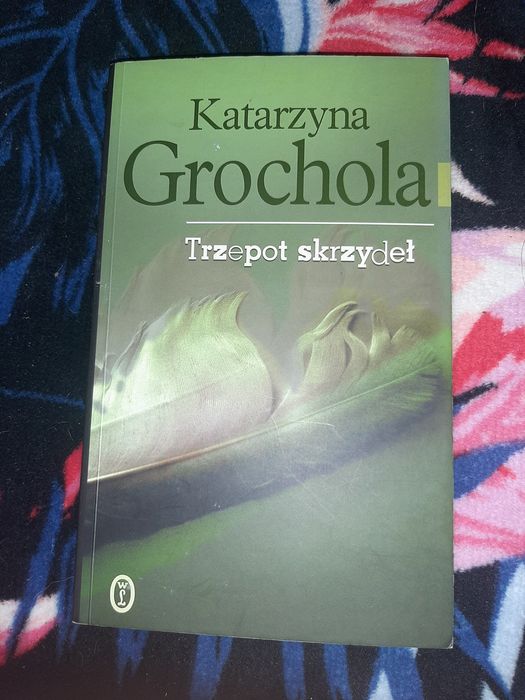 Katarzyna
Grochola
Trzepot skrzydeł
W
Ł